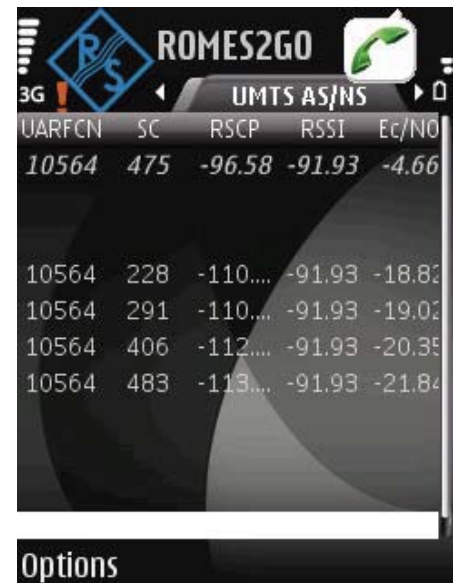 R&S ROMES2GO
3G ! UMTS AS/NS
UARFCN SC RSCP RSSI Ec/N0
10564 475 -96.58 -91.93 -4.66
10564 228 -110.... -91.93 -18.82
10564 291 -110.... -91.93 -19.02
10564 406 -112.... -91.93 -20.35
10564 483 -113.... -91.93 -21.84
Options